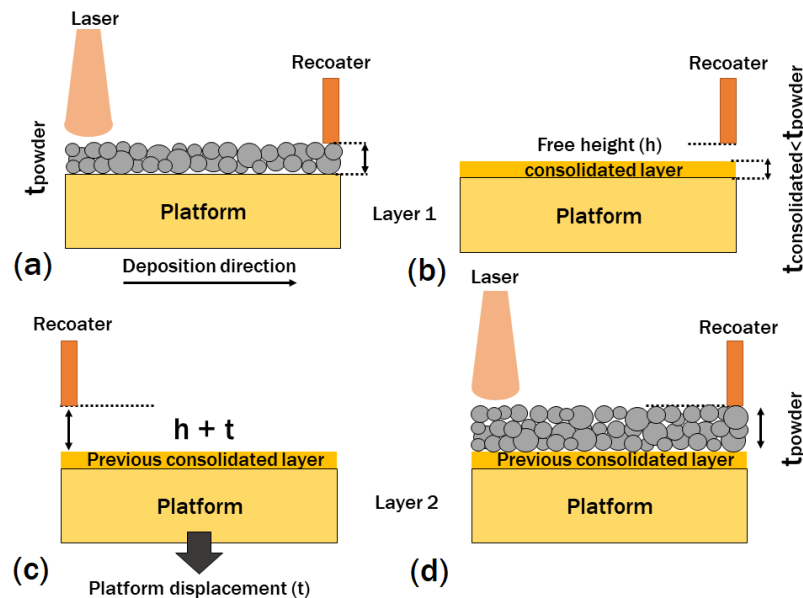 Laser
Recoater
tpowder
Platform
(a)
Deposition direction
Layer 1
Recoater
Free height (h)
consolidated layer
Platform
tconsolidated<tpowder
(b)
Recoater
h + t
Previous consolidated layer
Platform
(c)
Platform displacement (t)
Layer 2
Laser
Recoater
tpowder
Previous consolidated layer
Platform
(d)